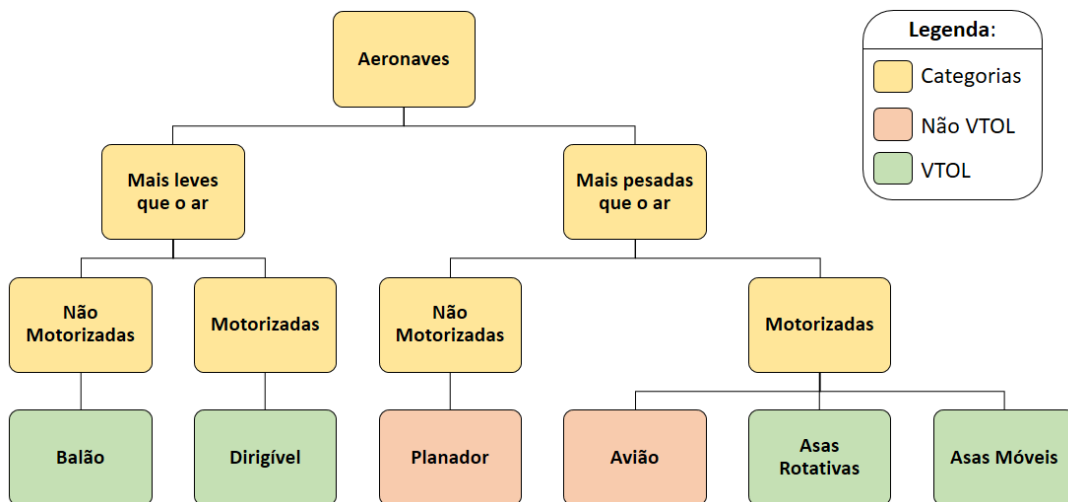 Aeronaves
Legenda:
Categorias
Não VTOL
VTOL
Mais leves
que o ar
Mais pesadas
que o ar
Não
Motorizadas
Motorizadas
Não
Motorizadas
Motorizadas
Balão
Dirigível
Planador
Avião
Asas
Rotativas
Asas Móveis